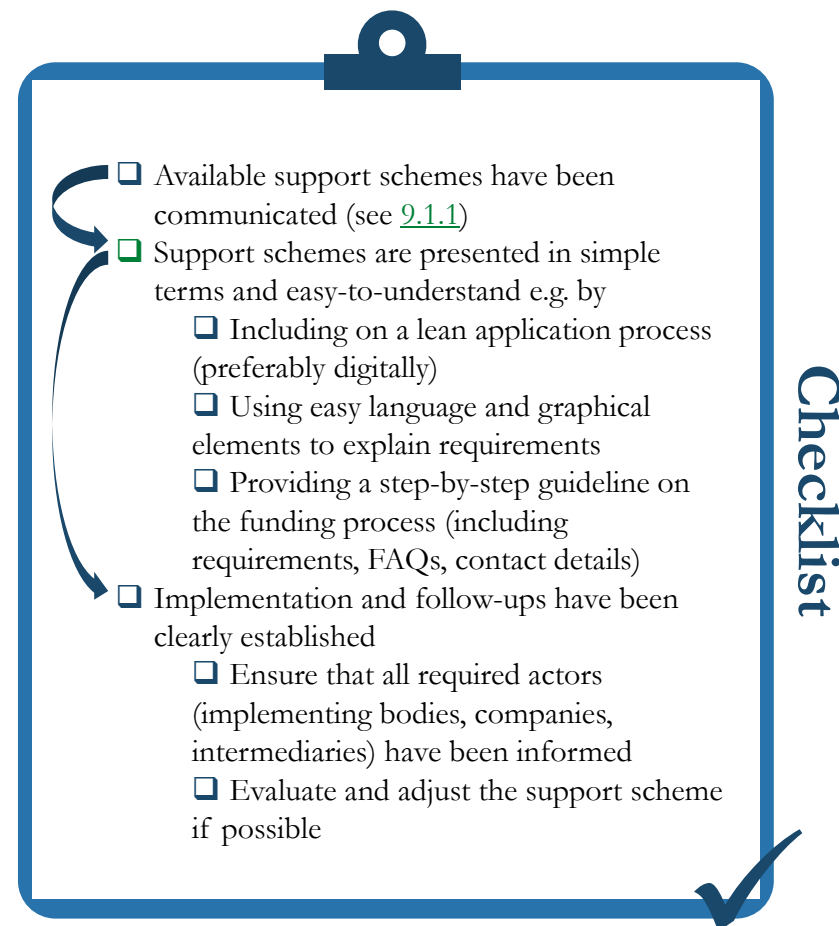 ❑ Available support schemes have been
communicated (see 9.1.1)
❑ Support schemes are presented in simple
terms and easy-to-understand e.g. by
❑ Including on a lean application process
(preferably digitally)
❑ Using easy language and graphical
elements to explain requirements
❑ Providing a step-by-step guideline on
the funding process (including
requirements, FAQs, contact details)
❑ Implementation and follow-ups have been
clearly established
❑ Ensure that all required actors
(implementing bodies, companies,
intermediaries) have been informed
❑ Evaluate and adjust the support scheme
if possible
Checklist